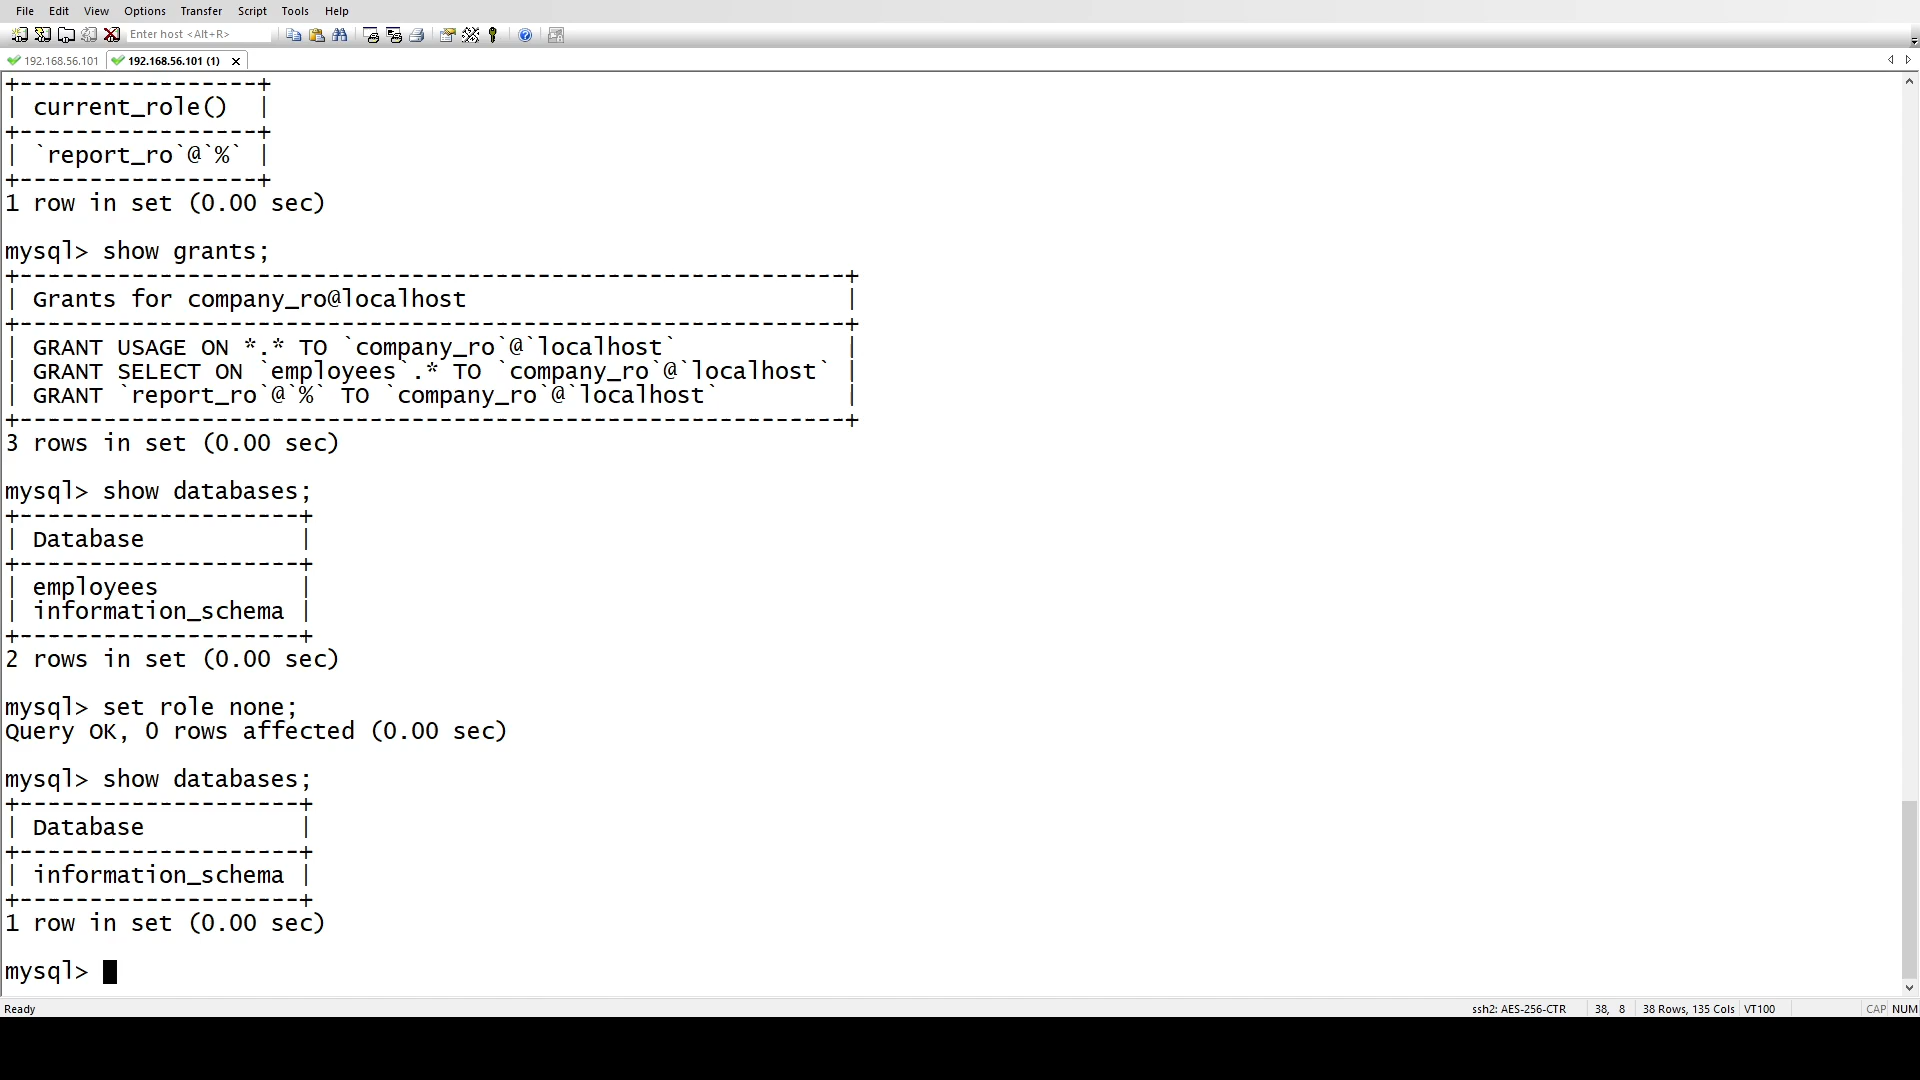 File Edit View Options Transfer Script Tools Help
Enter host <Alt+R>
192.168.56.101 192.168.56.101 (1)
+-----------------+
| current_role()  |
+-----------------+
| `report_ro`@`%` |
+-----------------+
1 row in set (0.00 sec)
mysql> show grants;
+-----------------------------------------------------------+
| Grants for company_ro@localhost                           |
+-----------------------------------------------------------+
| GRANT USAGE ON *.* TO `company_ro`@`localhost`            |
| GRANT SELECT ON `employees`.* TO `company_ro`@`localhost` |
| GRANT `report_ro`@`%` TO `company_ro`@`localhost`         |
+-----------------------------------------------------------+
3 rows in set (0.00 sec)
mysql> show databases;
+--------------------+
| Database           |
+--------------------+
| employees          |
| information_schema |
+--------------------+
2 rows in set (0.00 sec)
mysql> set role none;
Query OK, 0 rows affected (0.00 sec)
mysql> show databases;
+--------------------+
| Database           |
+--------------------+
| information_schema |
+--------------------+
1 row in set (0.00 sec)
mysql>
Ready ssh2: AES-256-CTR 38, 8 38 Rows, 135 Cols VT100 CAP NUM